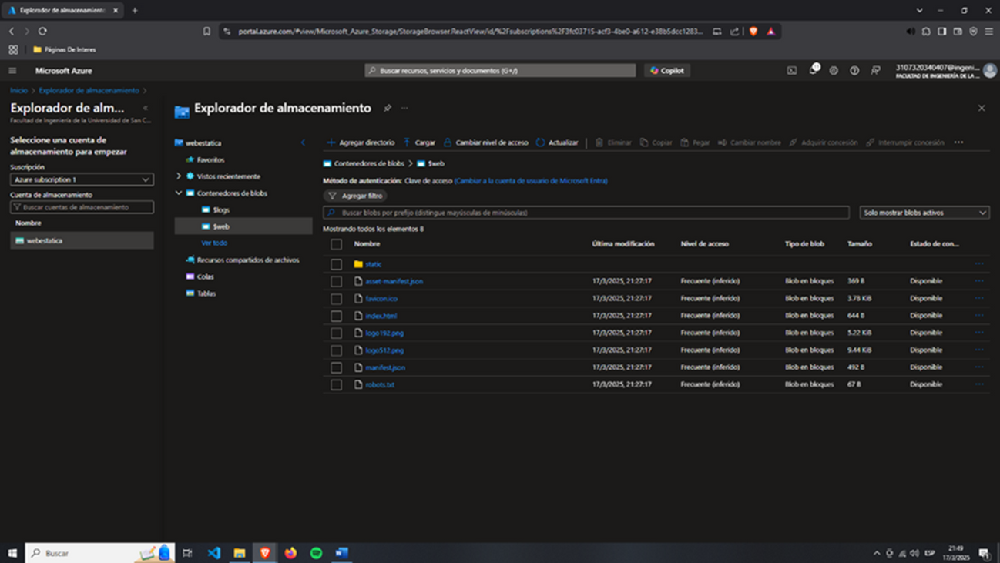 Explorador de almacenamiento
portal.azure.com/#view/Microsoft_Azure_Storage/StorageBrowser.ReactView/id/%2Fsubscriptions%2F3fc03715-acf3-4be0-a612-e38b5dcc1283...
Páginas De Interes
Microsoft Azure
Buscar recursos, servicios y documentos (G+/)
Copilot
3107320340407@ingeni...
FACULTAD DE INGENIERÍA DE LA ...
Inicio > Explorador de almacenamiento >
Explorador de alm...
Facultad de Ingeniería de la Universidad de San C...
Seleccione una cuenta de
almacenamiento para empezar
Suscripción
Azure subscription 1
Cuenta de almacenamiento
Buscar cuentas de almacenamiento
Nombre
webestatica
Explorador de almacenamiento
webestatica
Favoritos
Vistos recientemente
Contenedores de blobs
$logs
$web
Ver todo
Recursos compartidos de archivos
Colas
Tablas
Agregar directorio Cargar Cambiar nivel de acceso Actualizar Eliminar Copiar Pegar Cambiar nombre Adquirir concesión Interrumpir concesión
Contenedores de blobs > $web
Método de autenticación: Clave de acceso (Cambiar a la cuenta de usuario de Microsoft Entra)
Agregar filtro
Buscar blobs por prefijo (distingue mayúsculas de minúsculas)
Solo mostrar blobs activos
Mostrando todos los elementos 8
Nombre Última modificación Nivel de acceso Tipo de blob Tamaño Estado de con...
static
asset-manifest.json 17/3/2025, 21:27:17 Frecuente (inferido) Blob en bloques 369 B Disponible
favicon.ico 17/3/2025, 21:27:17 Frecuente (inferido) Blob en bloques 3.78 KiB Disponible
index.html 17/3/2025, 21:27:17 Frecuente (inferido) Blob en bloques 644 B Disponible
logo192.png 17/3/2025, 21:27:17 Frecuente (inferido) Blob en bloques 5.22 KiB Disponible
logo512.png 17/3/2025, 21:27:17 Frecuente (inferido) Blob en bloques 9.44 KiB Disponible
manifest.json 17/3/2025, 21:27:17 Frecuente (inferido) Blob en bloques 492 B Disponible
robots.txt 17/3/2025, 21:27:17 Frecuente (inferido) Blob en bloques 67 B Disponible
Buscar
ESP
21:49
17/3/2025